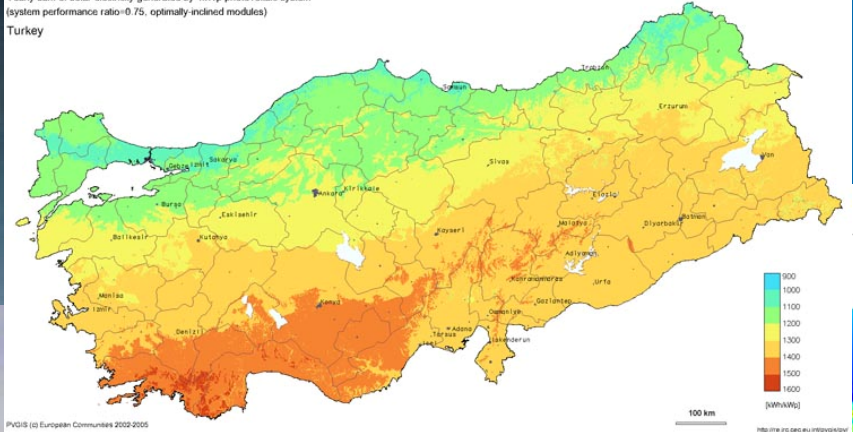 (system performance ratio=0.75, optimally-inclined modules)
Turkey
Trabzon
Samsun
Erzurum
Gebze Izmit Sakarya
Van
Sivas
Ankara Kirikkale
Elazig
Bursa
Eskisehir
Batman
Malatya Diyarbakir
Kayseri
Balikesir Kutahya
Adiyaman
Kahramanmaras
Urfa
Manisa
Gaziantep
Konya
Izmir
Osmaniye
Denizli
Adana
Tarsus
Icel
Iskenderun
900
1000
1100
1200
1300
1400
1500
1600
[kWh/kWp]
100 km
PVGIS (c) European Communities 2002-2005